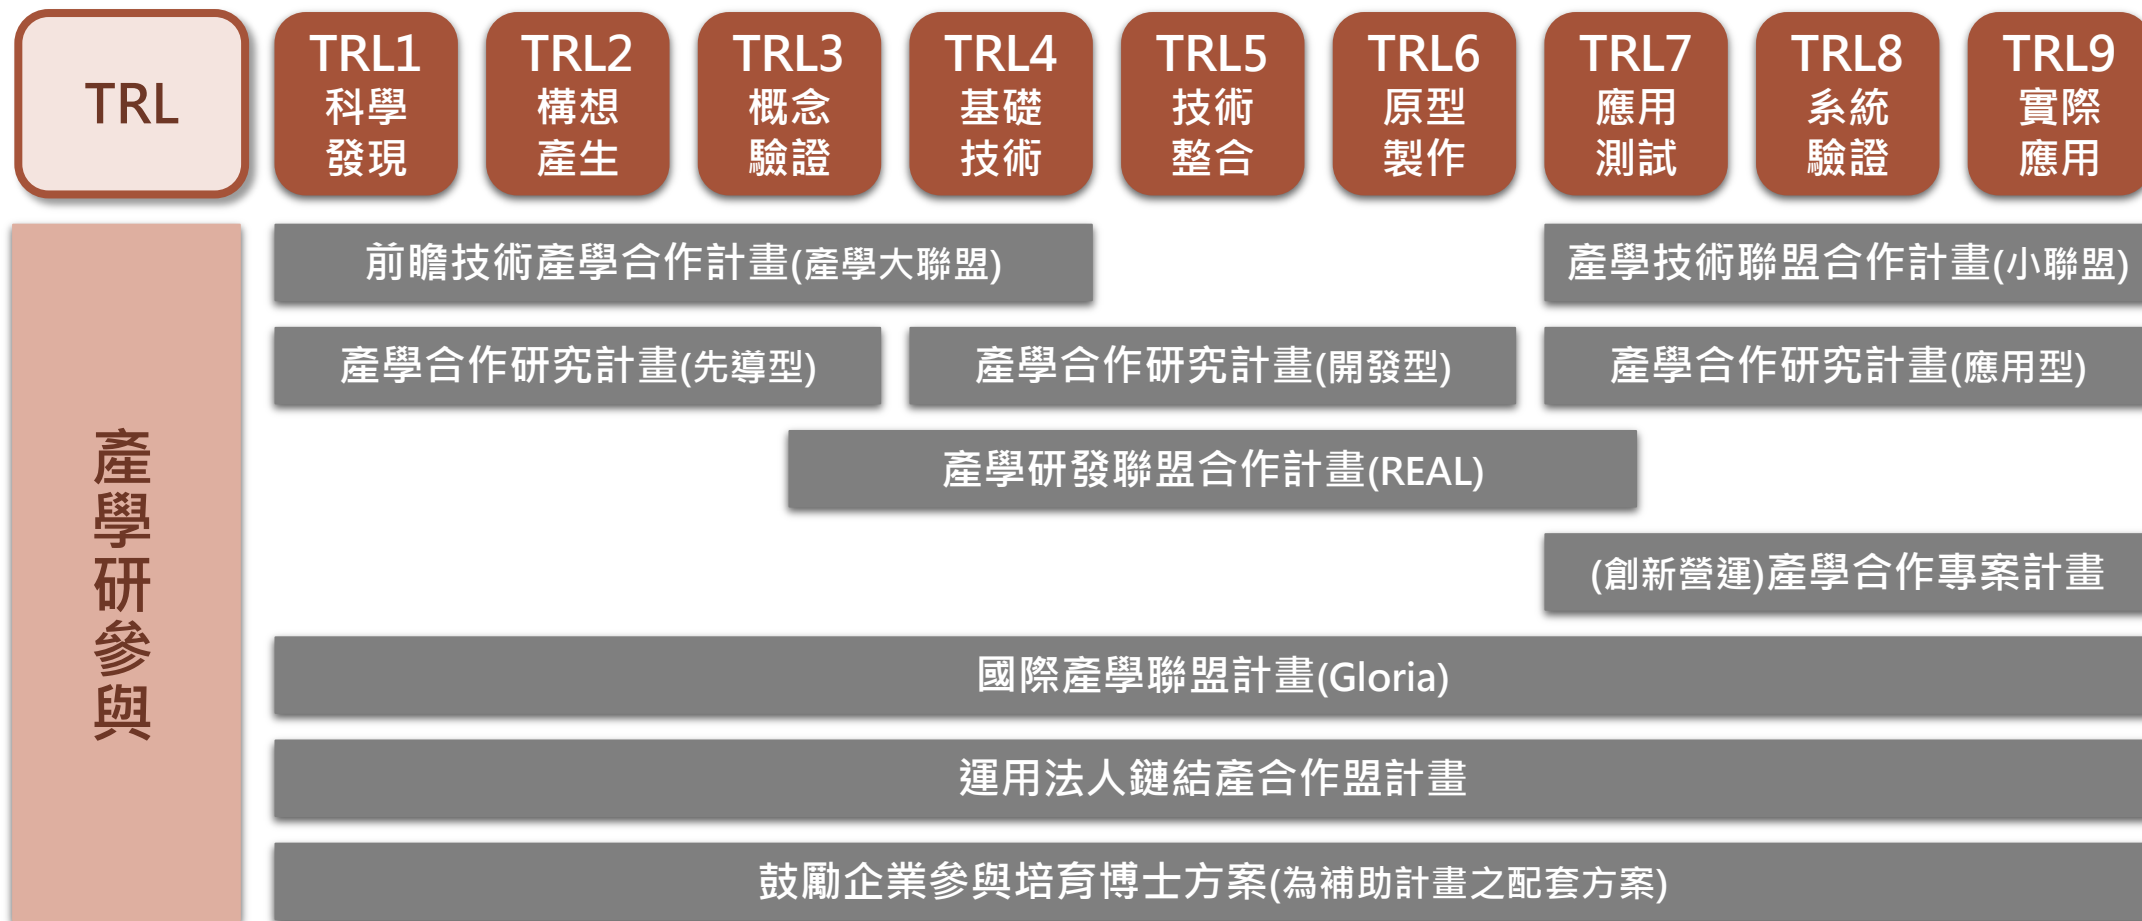 TRL
TRL1
科學
發現
TRL2
構想
產生
TRL3
概念
驗證
TRL4
基礎
技術
TRL5
技術
整合
TRL6
原型
製作
TRL7
應用
測試
TRL8
系統
驗證
TRL9
實際
應用
產學研參與
前瞻技術產學合作計畫(產學大聯盟)
產學技術聯盟合作計畫(小聯盟)
產學合作研究計畫(先導型)
產學合作研究計畫(開發型)
產學合作研究計畫(應用型)
產學研發聯盟合作計畫(REAL)
(創新營運)產學合作專案計畫
國際產學聯盟計畫(Gloria)
運用法人鏈結產合作盟計畫
鼓勵企業參與培育博士方案(為補助計畫之配套方案)